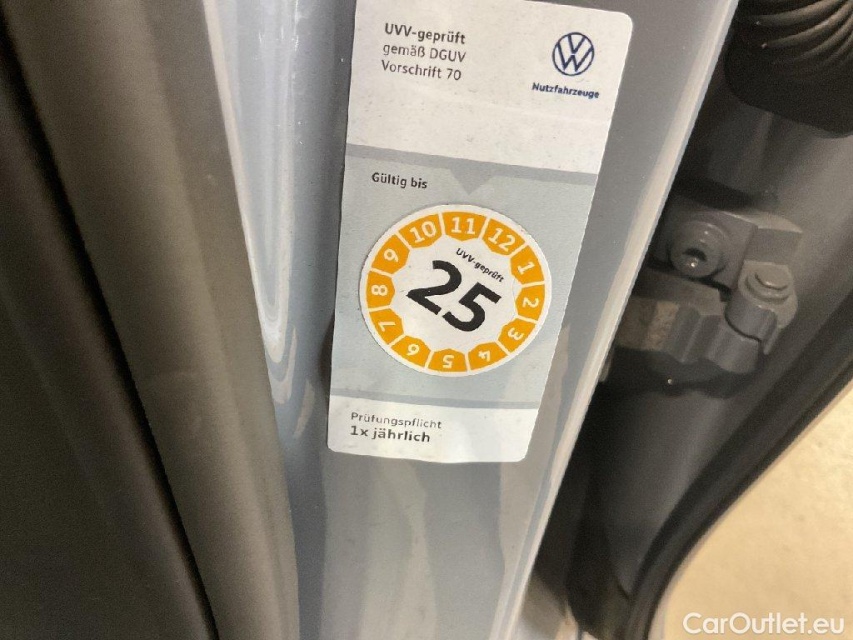 UVV-geprüft
gemäß DGUV
Vorschrift 70
Nutzfahrzeuge
Gültig bis
10 11 12 1 2 3 4 5 6 7 8 9
UVV-geprüft
25
Prüfungspflicht
1x jährlich
CarOutlet.eu